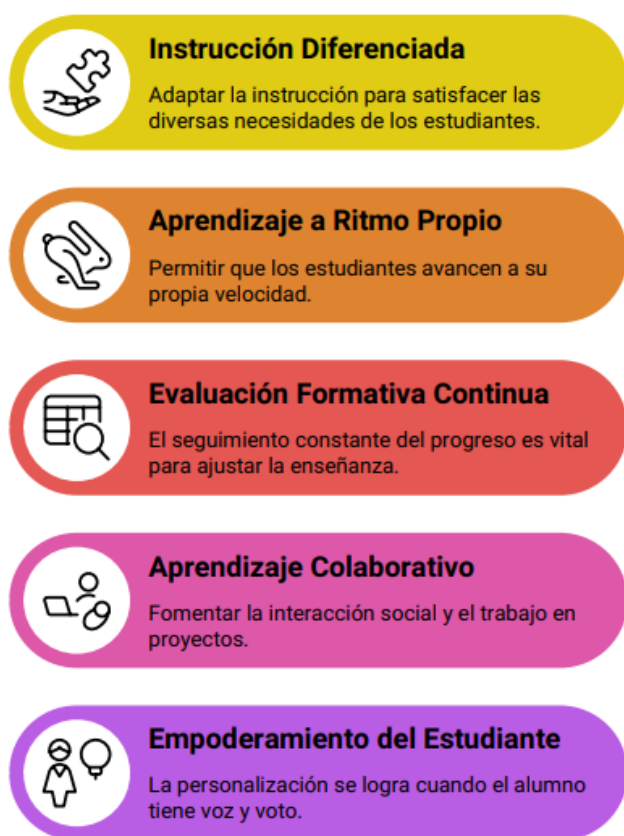 Instrucción Diferenciada
Adaptar la instrucción para satisfacer las
diversas necesidades de los estudiantes.
Aprendizaje a Ritmo Propio
Permitir que los estudiantes avancen a su
propia velocidad.
Evaluación Formativa Continua
El seguimiento constante del progreso es vital
para ajustar la enseñanza.
Aprendizaje Colaborativo
Fomentar la interacción social y el trabajo en
proyectos.
Empoderamiento del Estudiante
La personalización se logra cuando el alumno
tiene voz y voto.